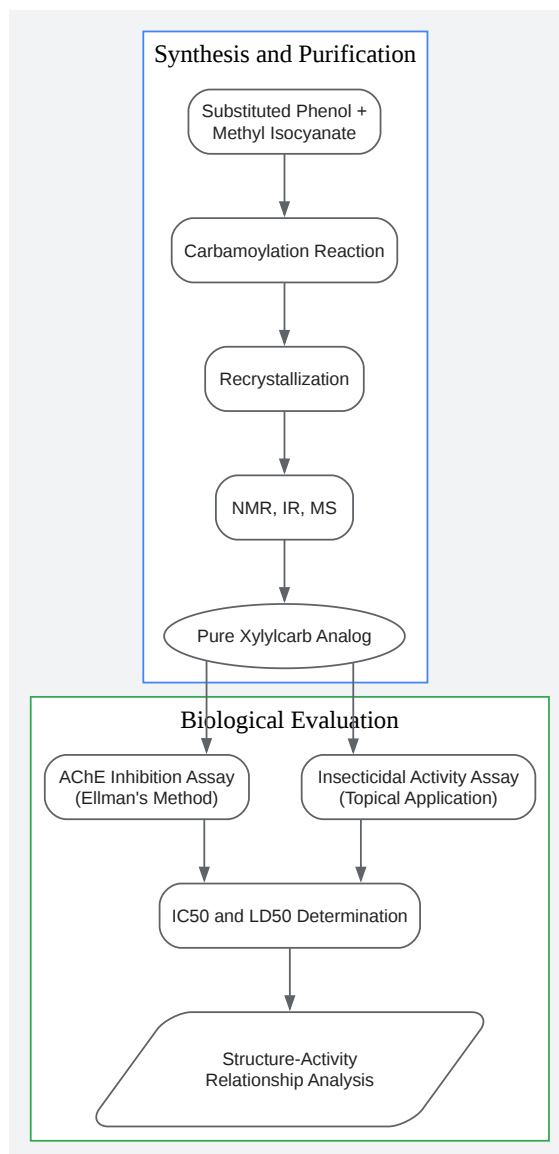 Synthesis and Purification
Substituted Phenol +
Methyl Isocyanate
Carbamoylation Reaction
Recrystallization
NMR, IR, MS
Pure Xylylcarb Analog
Biological Evaluation
AChE Inhibition Assay
(Ellman's Method)
Insecticidal Activity Assay
(Topical Application)
IC50 and LD50 Determination
Structure-Activity
Relationship Analysis